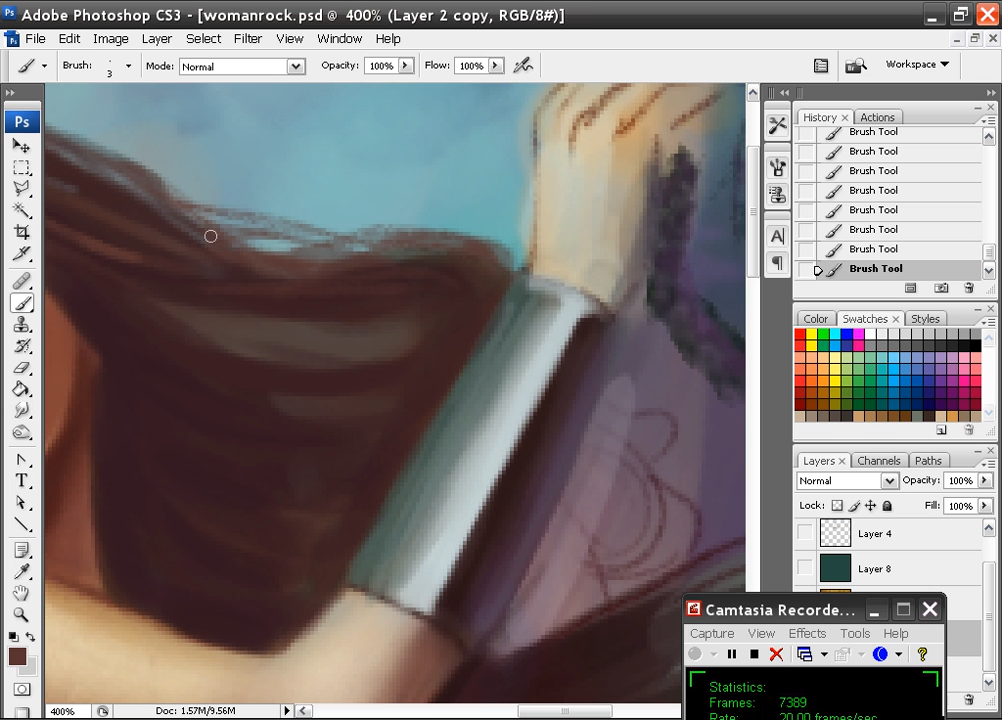 Ps Adobe Photoshop CS3 - [womanrock.psd @ 400% (Layer 2 copy, RGB/8#)]
File Edit Image Layer Select Filter View Window Help
Brush: 3 Mode: Normal Opacity: 100% Flow: 100% Workspace
Ps
History Actions
Brush Tool
Brush Tool
Brush Tool
Brush Tool
Brush Tool
Brush Tool
Brush Tool
Brush Tool
Color Swatches Styles
Layers Channels Paths
Normal Opacity: 100%
Lock: Fill: 100%
Layer 4
Layer 8
Camtasia Recorde...
Capture View Effects Tools Help
Statistics:
Frames: 7389
Rate: 20.00 frames/sec
400% Doc: 1.57M/9.56M